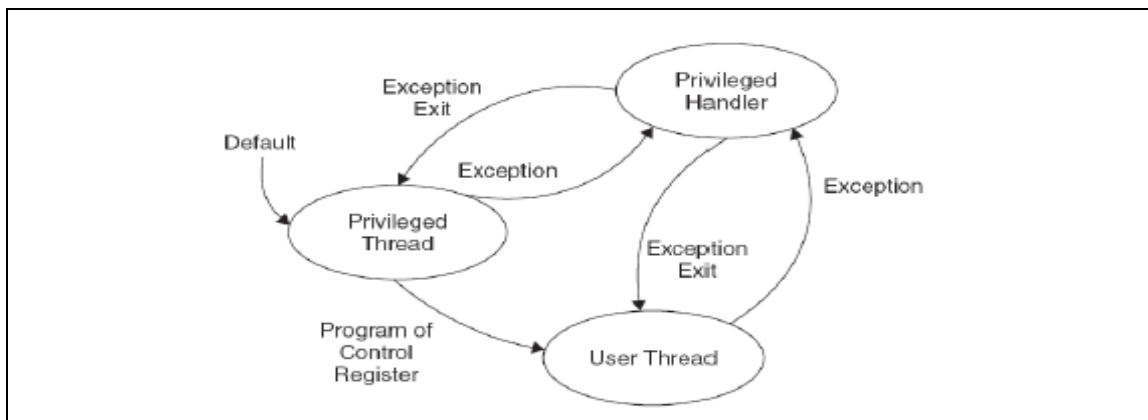 Privileged
Handler
Exception
Exit
Default
Exception
Exception
Privileged
Thread
Exception
Exit
Program of
Control
Register
User Thread